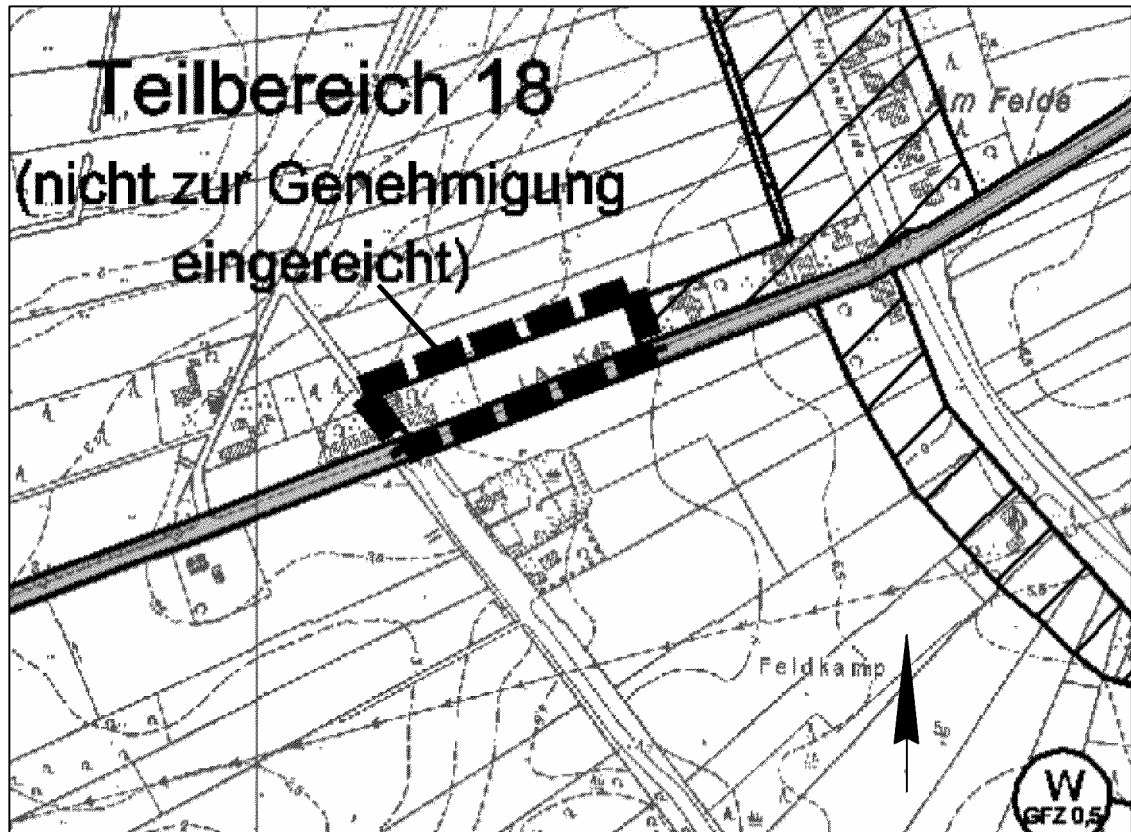 Teilbereich 18
(nicht zur Genehmigung
eingereicht)
Am Felde
K 45
Feldkamp
W
GFZ 0,5